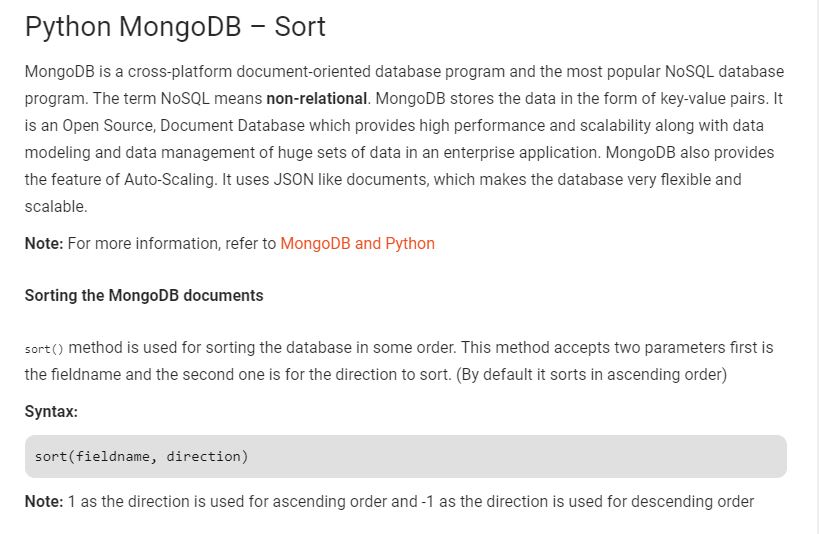 Python MongoDB – Sort
MongoDB is a cross-platform document-oriented database program and the most popular NoSQL database
program. The term NoSQL means non-relational. MongoDB stores the data in the form of key-value pairs. It
is an Open Source, Document Database which provides high performance and scalability along with data
modeling and data management of huge sets of data in an enterprise application. MongoDB also provides
the feature of Auto-Scaling. It uses JSON like documents, which makes the database very flexible and
scalable.
Note: For more information, refer to MongoDB and Python
Sorting the MongoDB documents
sort() method is used for sorting the database in some order. This method accepts two parameters first is
the fieldname and the second one is for the direction to sort. (By default it sorts in ascending order)
Syntax:
sort(fieldname, direction)
Note: 1 as the direction is used for ascending order and -1 as the direction is used for descending order